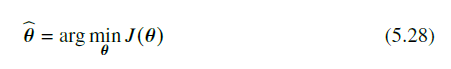 θ̂ = arg min_θ J(θ) (5.28)